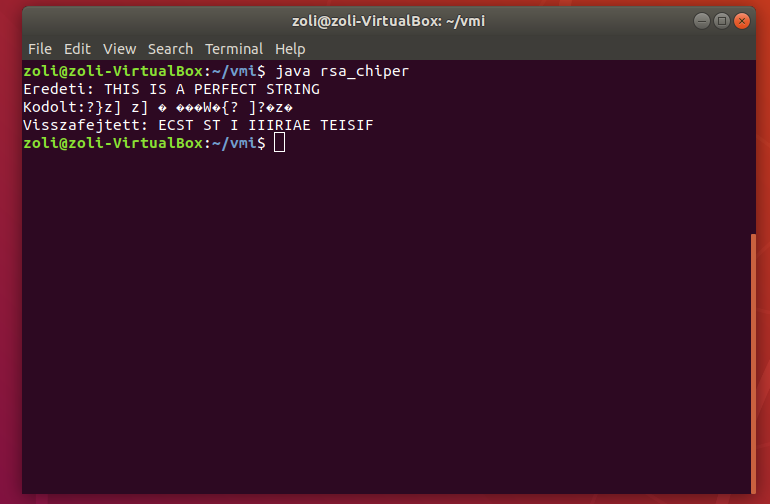 zoli@zoli-VirtualBox: ~/vmi
File Edit View Search Terminal Help
zoli@zoli-VirtualBox:~/vmi$ java rsa_chiper
Eredeti: THIS IS A PERFECT STRING
Kodolt:?}z] z] � ���W�{? ]?�z�
Visszafejtett: ECST ST I IIIRIAE TEISIF
zoli@zoli-VirtualBox:~/vmi$